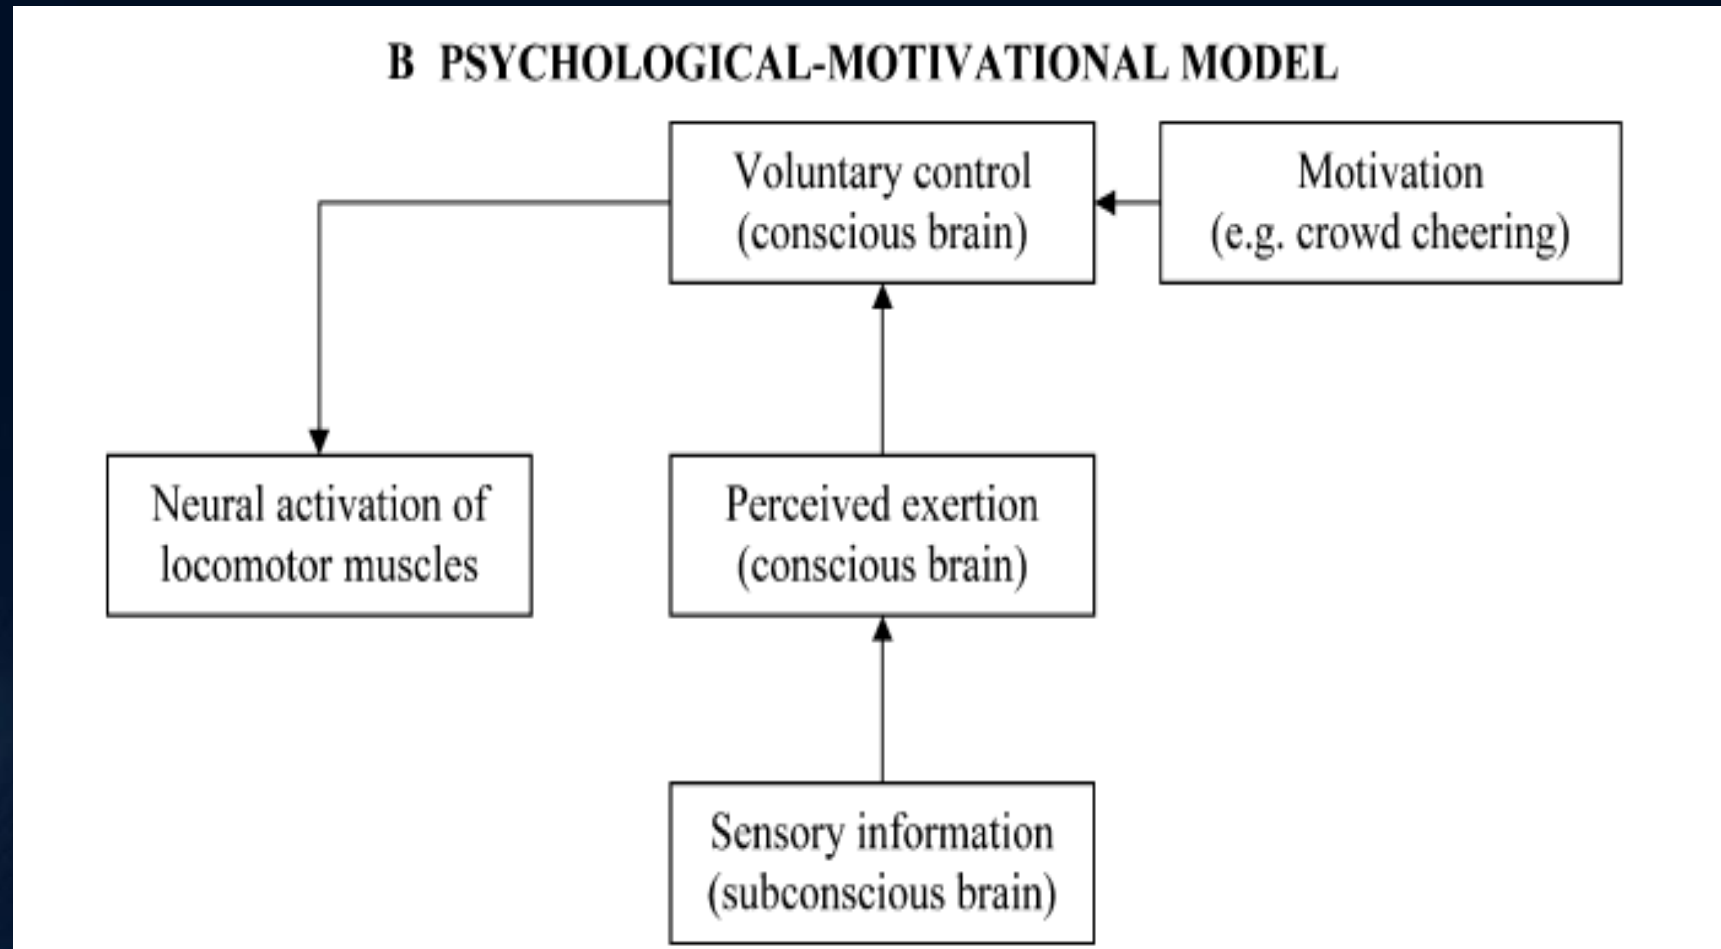 B PSYCHOLOGICAL-MOTIVATIONAL MODEL
Voluntary control
(conscious brain)
Motivation
(e.g. crowd cheering)
Neural activation of
locomotor muscles
Perceived exertion
(conscious brain)
Sensory information
(subconscious brain)